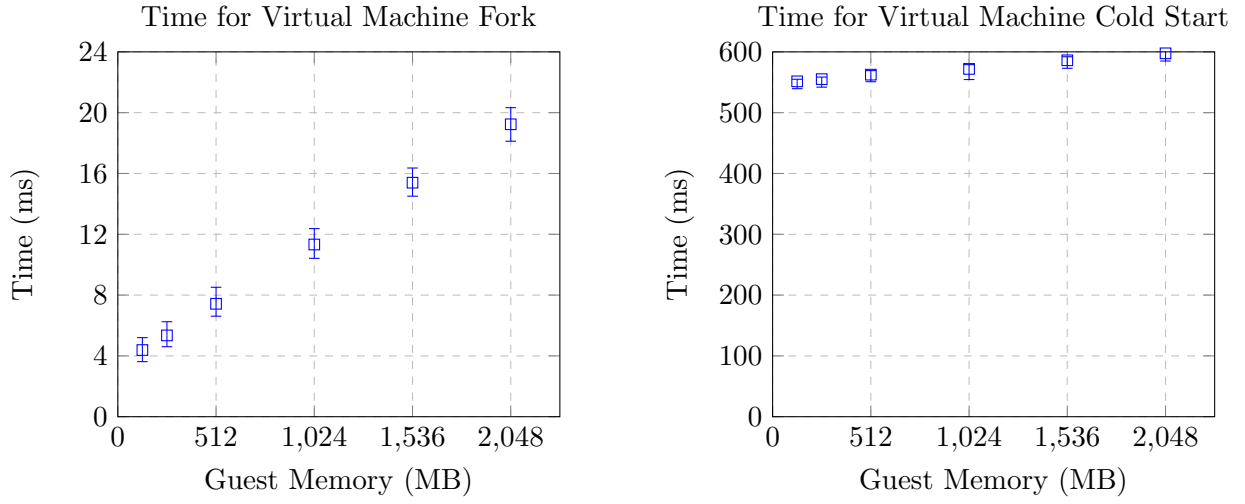 Time for Virtual Machine Fork
24
20
16
12
8
4
0
Time (ms)
0 512 1,024 1,536 2,048
Guest Memory (MB)
Time for Virtual Machine Cold Start
600
500
400
300
200
100
0
Time (ms)
0 512 1,024 1,536 2,048
Guest Memory (MB)